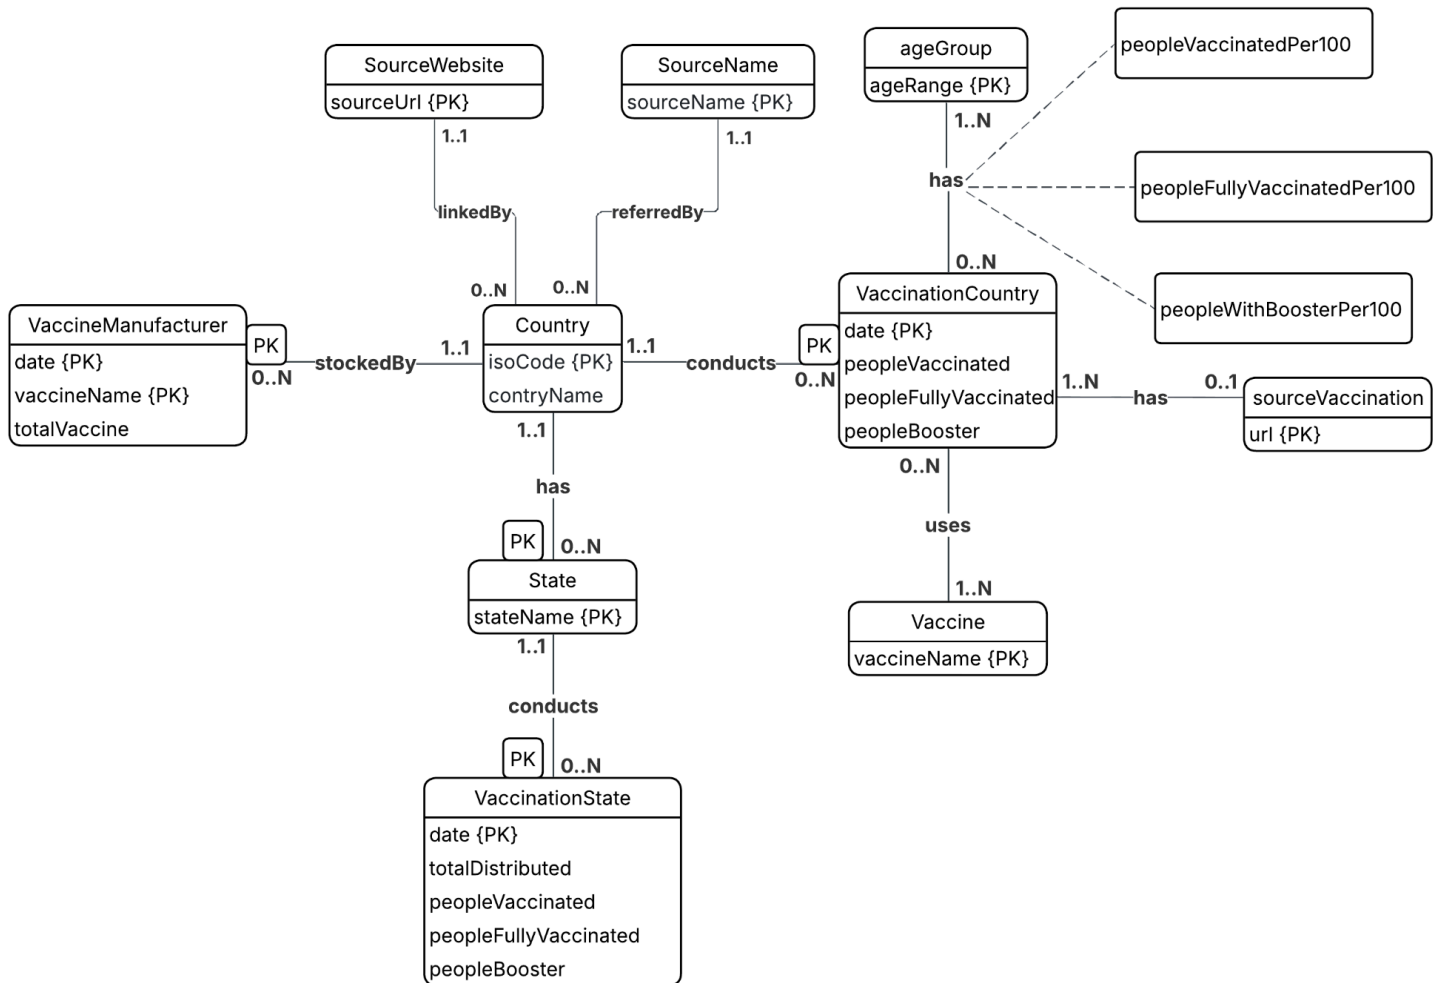 SourceWebsite
sourceUrl {PK}
1..1
linkedBy
0..N
SourceName
sourceName {PK}
1..1
referredBy
0..N
ageGroup
ageRange {PK}
1..N
has
0..N
peopleVaccinatedPer100
peopleFullyVaccinatedPer100
peopleWithBoosterPer100
VaccineManufacturer
date {PK}
vaccineName {PK}
totalVaccine
PK
0..N
stockedBy
1..1
Country
isoCode {PK}
contryName
1..1
conducts
PK
0..N
VaccinationCountry
date {PK}
peopleVaccinated
peopleFullyVaccinated
peopleBooster
1..N
has
0..1
sourceVaccination
url {PK}
0..N
uses
1..N
Vaccine
vaccineName {PK}
1..1
has
PK
0..N
State
stateName {PK}
1..1
conducts
PK
0..N
VaccinationState
date {PK}
totalDistributed
peopleVaccinated
peopleFullyVaccinated
peopleBooster